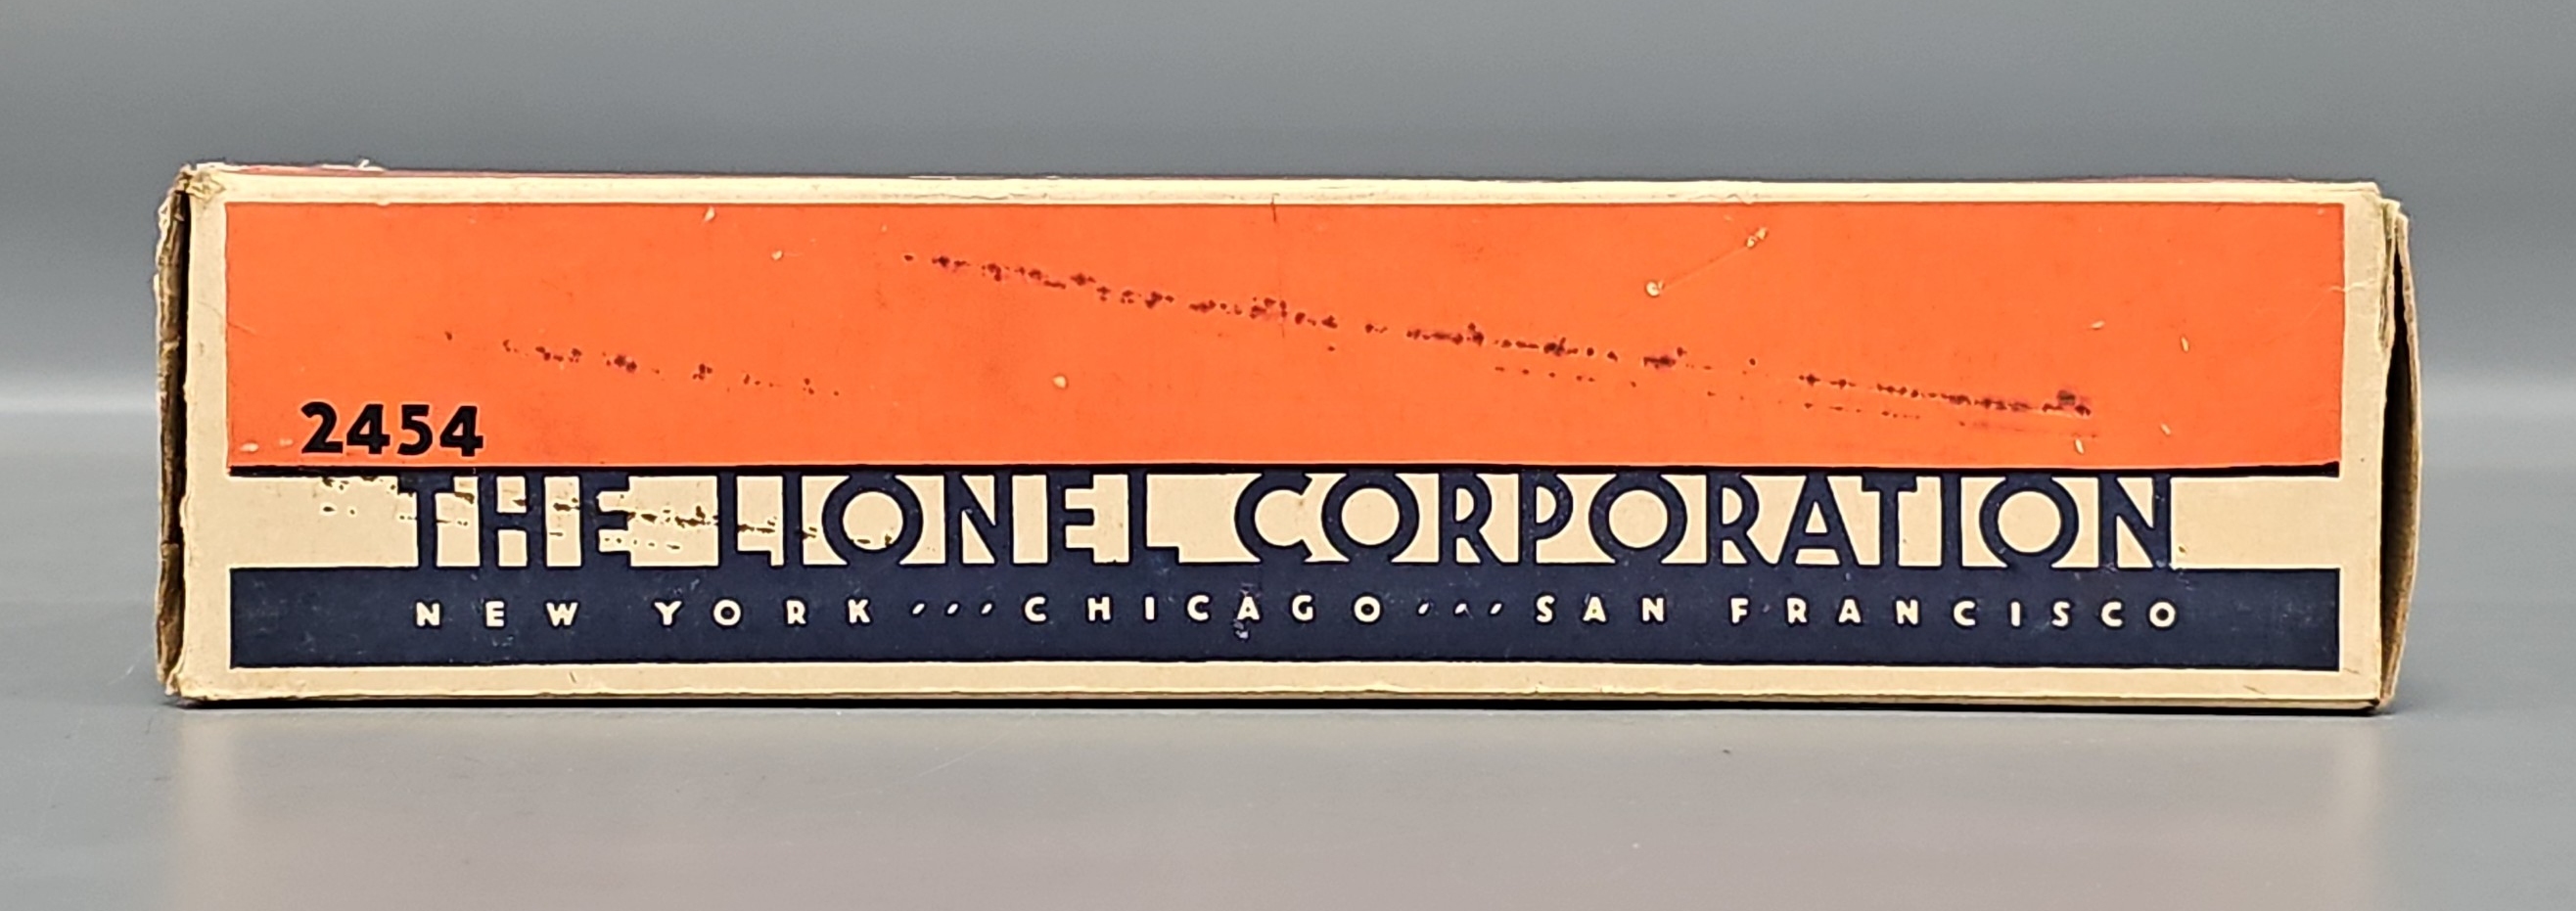 2454
THE LIONEL CORPORATION
NEW YORK ··· CHICAGO ··· SAN FRANCISCO